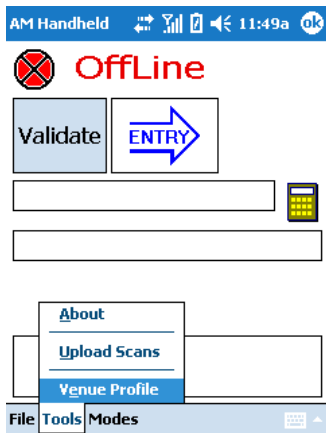 AM Handheld 11:49a ok
OffLine
Validate ENTRY
About
Upload Scans
Venue Profile
File Tools Modes